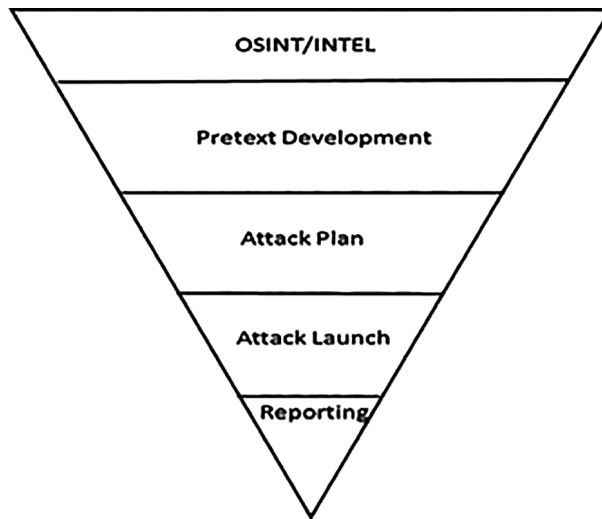 OSINT/INTEL
Pretext Development
Attack Plan
Attack Launch
Reporting